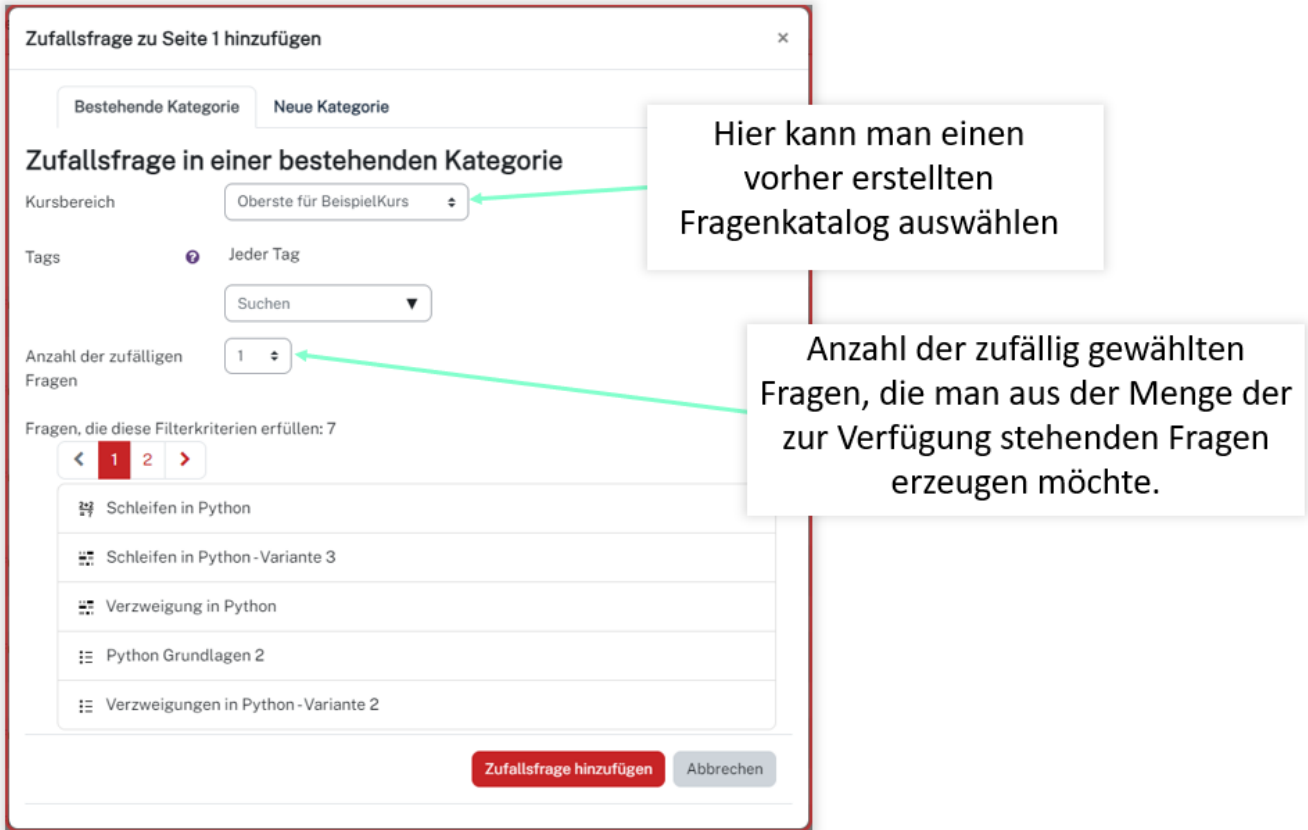 Zufallsfrage zu Seite 1 hinzufügen
×
Bestehende Kategorie
Neue Kategorie
Zufallsfrage in einer bestehenden Kategorie
Kursbereich
Oberste für BeispielKurs
Hier kann man einen
vorher erstellten
Fragenkatalog auswählen
Tags
?
Jeder Tag
Suchen
Anzahl der zufälligen
Fragen
1
Anzahl der zufällig gewählten
Fragen, die man aus der Menge der
zur Verfügung stehenden Fragen
erzeugen möchte.
Fragen, die diese Filterkriterien erfüllen: 7
1 2
Schleifen in Python
Schleifen in Python - Variante 3
Verzweigung in Python
Python Grundlagen 2
Verzweigungen in Python - Variante 2
Zufallsfrage hinzufügen
Abbrechen